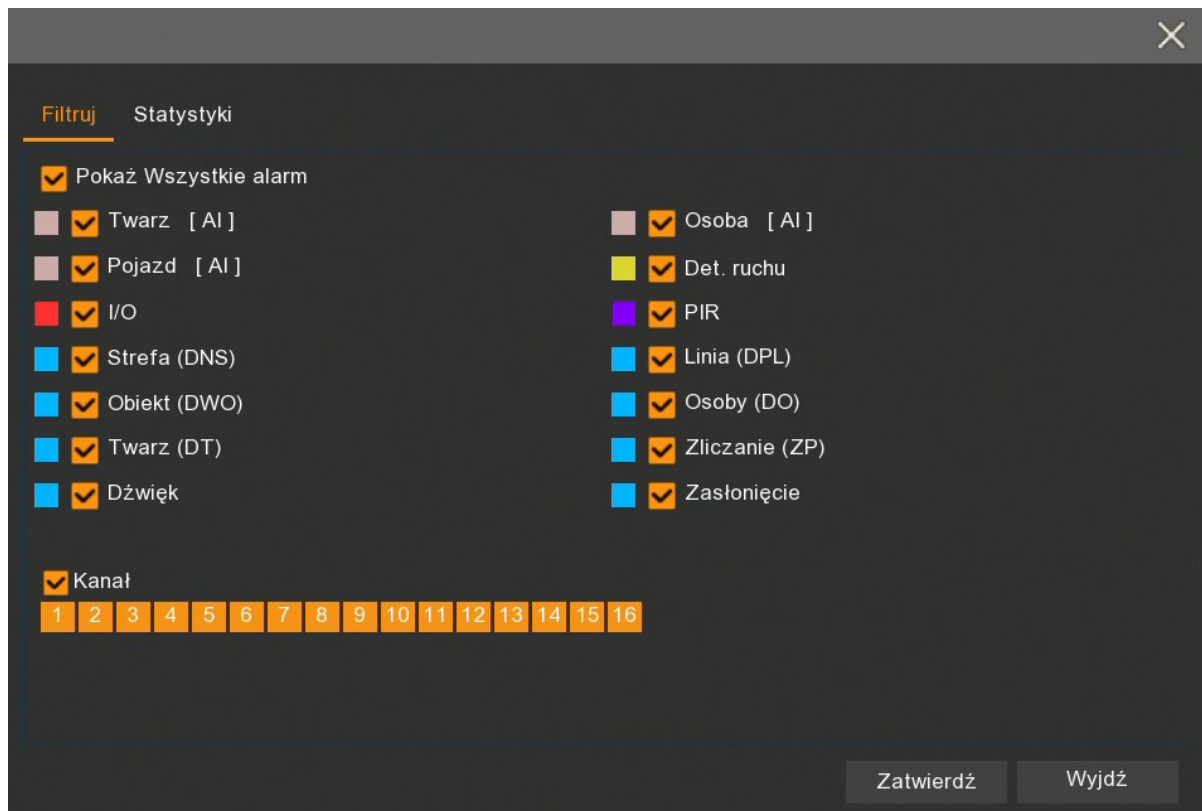 Filtruj Statystyki
Pokaż Wszystkie alarm
Twarz [ AI ] Osoba [ AI ]
Pojazd [ AI ] Det. ruchu
I/O PIR
Strefa (DNS) Linia (DPL)
Obiekt (DWO) Osoby (DO)
Twarz (DT) Zliczanie (ZP)
Dźwięk Zasłonięcie
Kanał
1 2 3 4 5 6 7 8 9 10 11 12 13 14 15 16
Zatwierdź Wyjdź